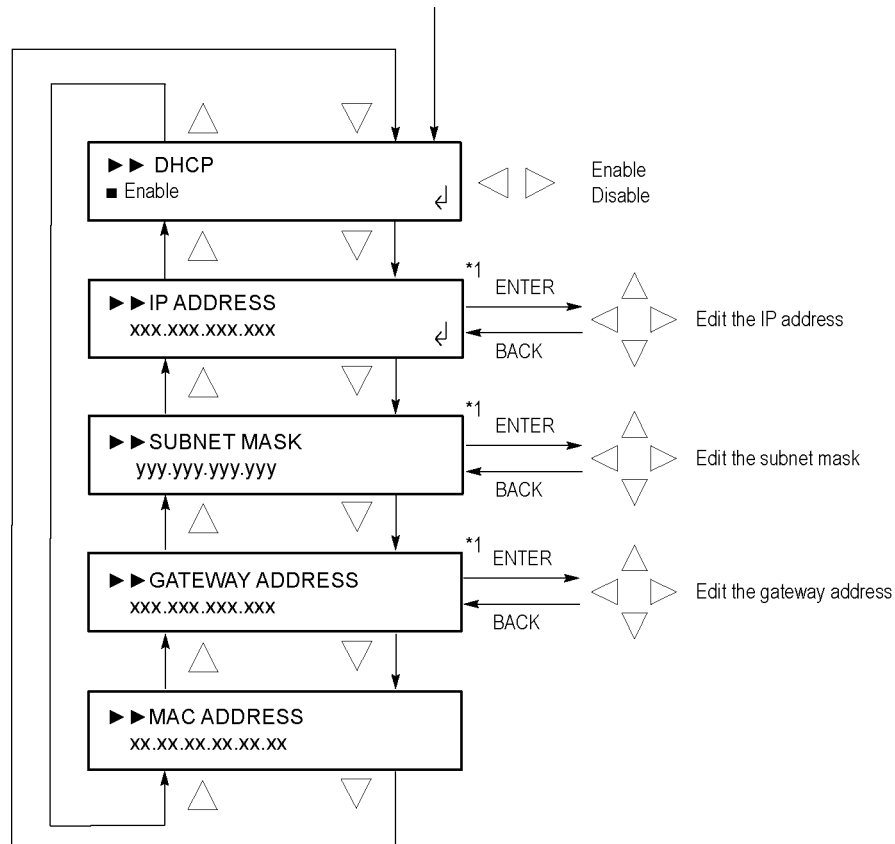 ►► DHCP
■ Enable
Enable
Disable
►►IP ADDRESS
xxx.xxx.xxx.xxx
*1
ENTER
BACK
Edit the IP address
►►SUBNET MASK
yyy.yyy.yyy.yyy
*1
ENTER
BACK
Edit the subnet mask
►►GATEWAY ADDRESS
xxx.xxx.xxx.xxx
*1
ENTER
BACK
Edit the gateway address
►►MAC ADDRESS
xx.xx.xx.xx.xx.xx